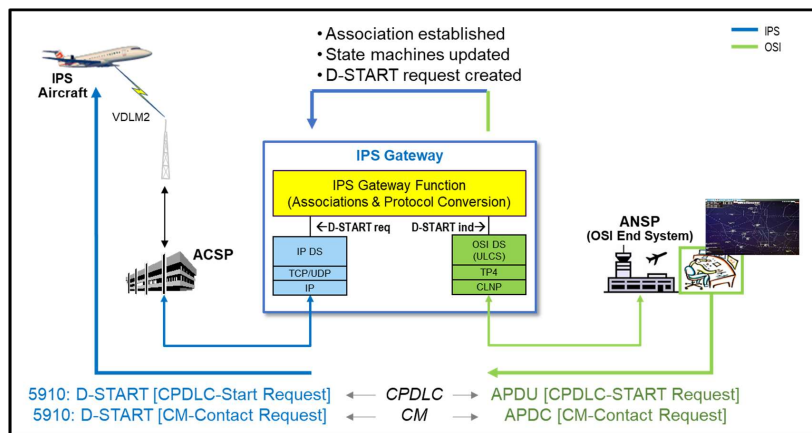 • Association established
• State machines updated
• D-START request created
IPS
OSI
IPS
Aircraft
VDLM2
IPS Gateway
IPS Gateway Function
(Associations & Protocol Conversion)
←D-START req
D-START ind→
IP DS
TCP/UDP
IP
OSI DS
(ULCS)
TP4
CLNP
ACSP
ANSP
(OSI End System)
5910: D-START [CPDLC-Start Request]
CPDLC
APDU [CPDLC-START Request]
5910: D-START [CM-Contact Request]
CM
APDC [CM-Contact Request]